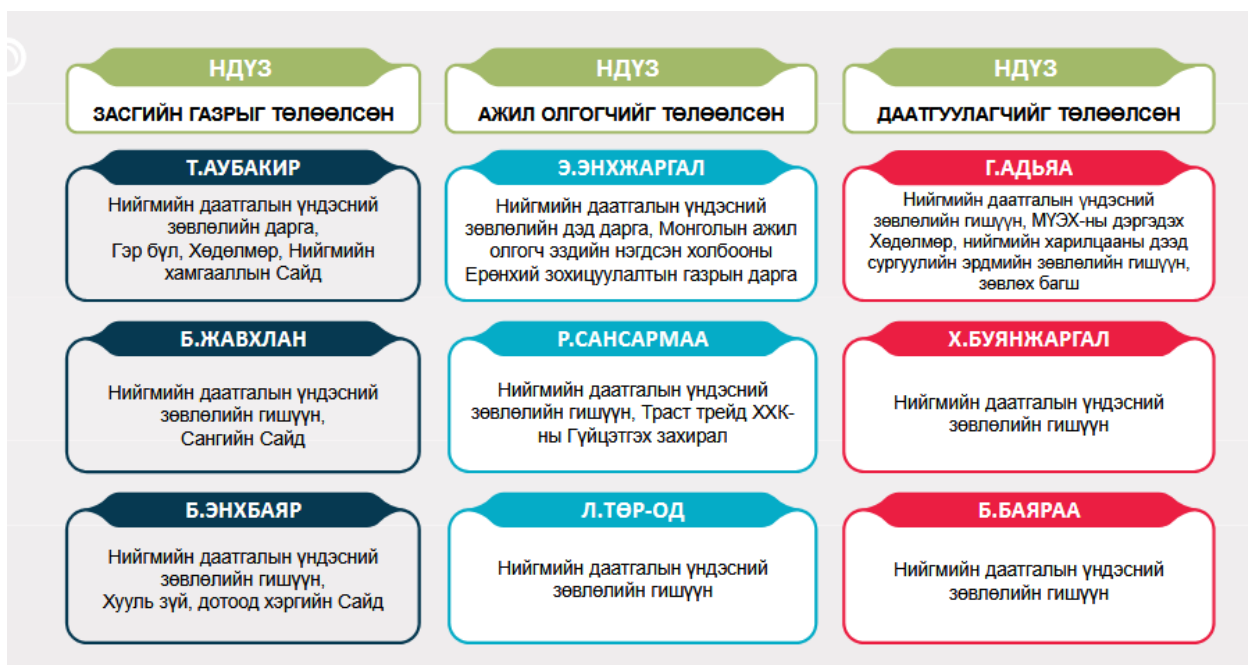 НДҮЗ
ЗАСГИЙН ГАЗРЫГ ТӨЛӨӨЛСӨН
Т.АУБАКИР
Нийгмийн даатгалын үндэсний
зөвлөлийн дарга,
Гэр бүл, Хөдөлмөр, Нийгмийн
хамгааллын Сайд
Б.ЖАВХЛАН
Нийгмийн даатгалын үндэсний
зөвлөлийн гишүүн,
Сангийн Сайд
Б.ЭНХБАЯР
Нийгмийн даатгалын үндэсний
зөвлөлийн гишүүн,
Хууль зүй, дотоод хэргийн Сайд
НДҮЗ
АЖИЛ ОЛГОГЧИЙГ ТӨЛӨӨЛСӨН
Э.ЭНХЖАРГАЛ
Нийгмийн даатгалын үндэсний
зөвлөлийн дэд дарга, Монголын ажил
олгогч эздийн нэгдсэн холбооны
Ерөнхий зохицуулалтын газрын дарга
Р.САНСАРМАА
Нийгмийн даатгалын үндэсний
зөвлөлийн гишүүн, Траст трейд ХХК-
ны Гүйцэтгэх захирал
Л.ТӨР-ОД
Нийгмийн даатгалын үндэсний
зөвлөлийн гишүүн
НДҮЗ
ДААТГУУЛАГЧИЙГ ТӨЛӨӨЛСӨН
Г.АДЬЯА
Нийгмийн даатгалын үндэсний
зөвлөлийн гишүүн, МҮЭХ-ны дэргэдэх
Хөдөлмөр, нийгмийн харилцааны дээд
сургуулийн эрдмийн зөвлөлийн гишүүн,
зөвлөх багш
Х.БУЯНЖАРГАЛ
Нийгмийн даатгалын үндэсний
зөвлөлийн гишүүн
Б.БАЯРАА
Нийгмийн даатгалын үндэсний
зөвлөлийн гишүүн